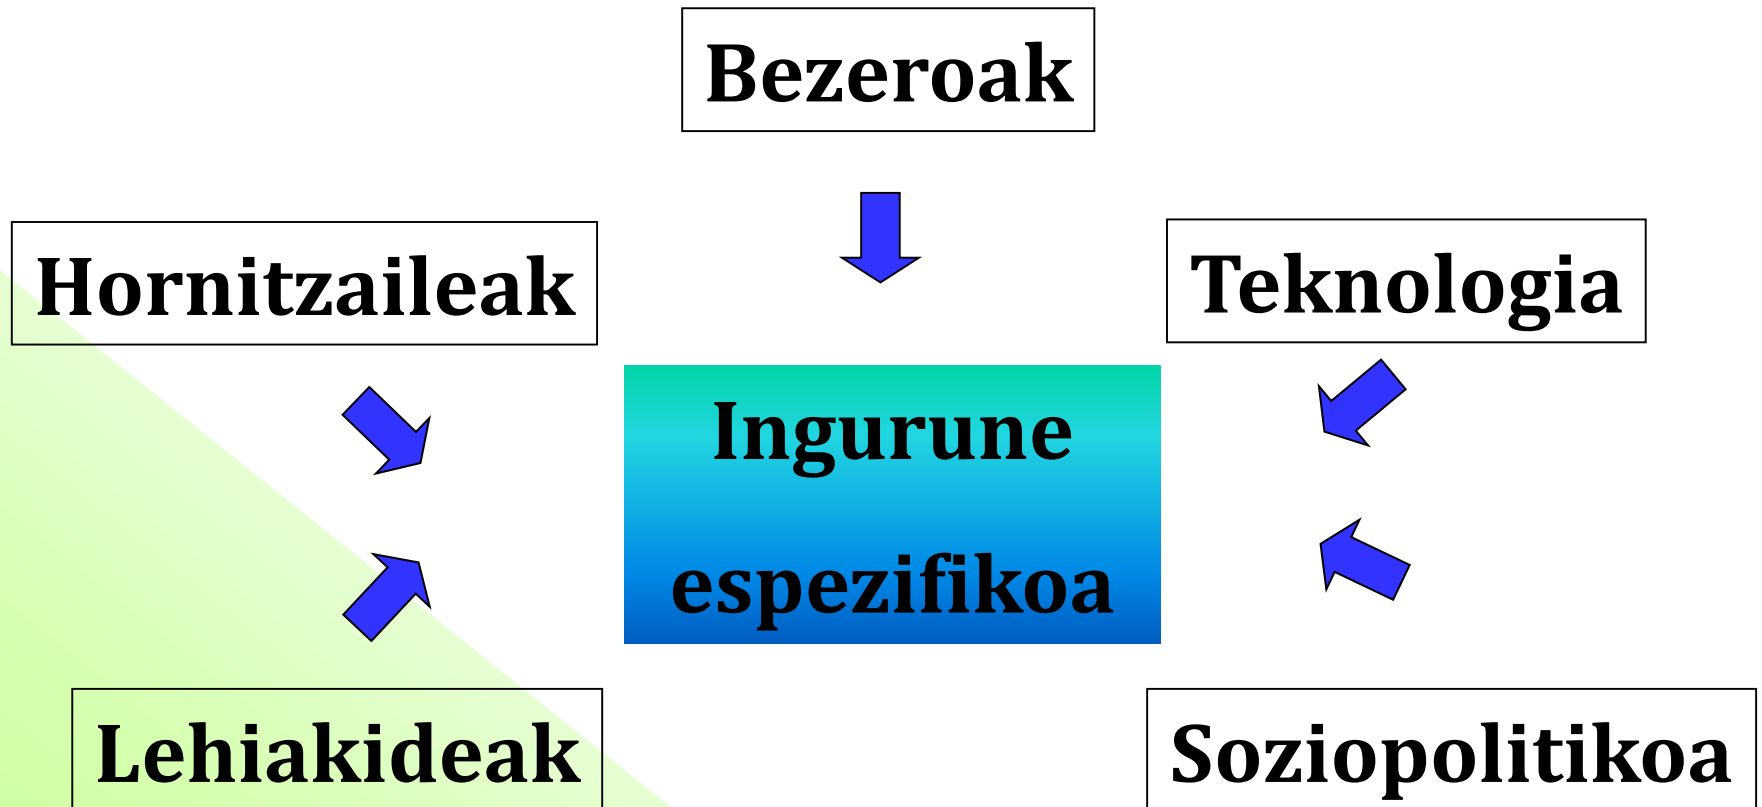 Bezeroak
Hornitzaileak
Teknologia
Ingurune
espezifikoa
Lehiakideak
Soziopolitikoa